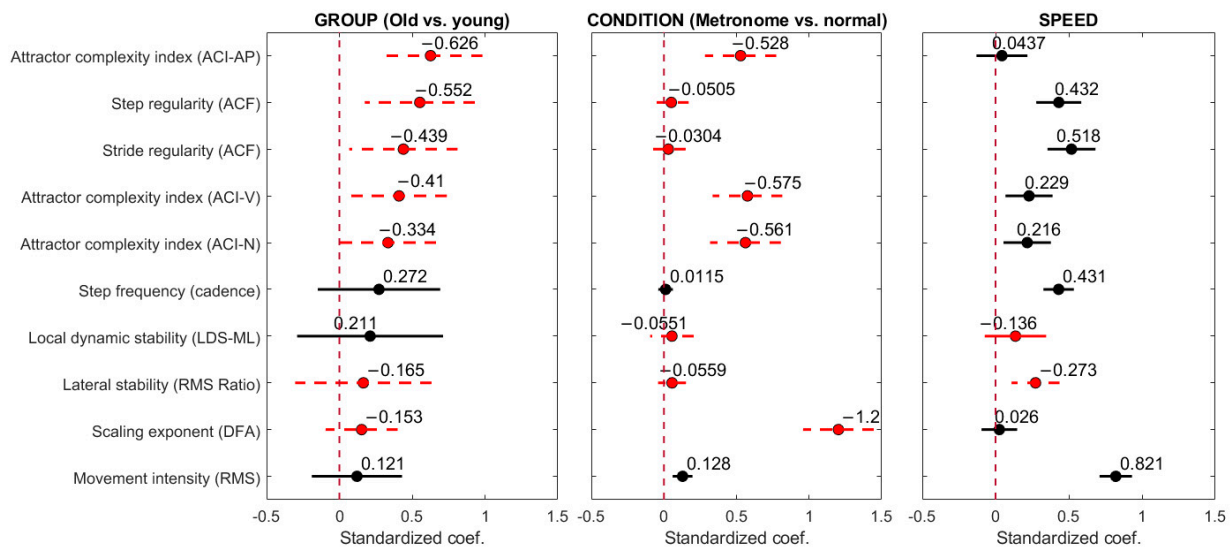 GROUP (Old vs. young) CONDITION (Metronome vs. normal) SPEED
Attractor complexity index (ACI-AP) −0.626 −0.528 0.0437
Step regularity (ACF) −0.552 −0.0505 0.432
Stride regularity (ACF) −0.439 −0.0304 0.518
Attractor complexity index (ACI-V) −0.41 −0.575 0.229
Attractor complexity index (ACI-N) −0.334 −0.561 0.216
Step frequency (cadence) 0.272 0.0115 0.431
Local dynamic stability (LDS-ML) 0.211 −0.0551 −0.136
Lateral stability (RMS Ratio) −0.165 −0.0559 −0.273
Scaling exponent (DFA) −0.153 −1.2 0.026
Movement intensity (RMS) 0.121 0.128 0.821
-0.5 0 0.5 1 1.5 -0.5 0 0.5 1 1.5 -0.5 0 0.5 1 1.5
Standardized coef. Standardized coef. Standardized coef.